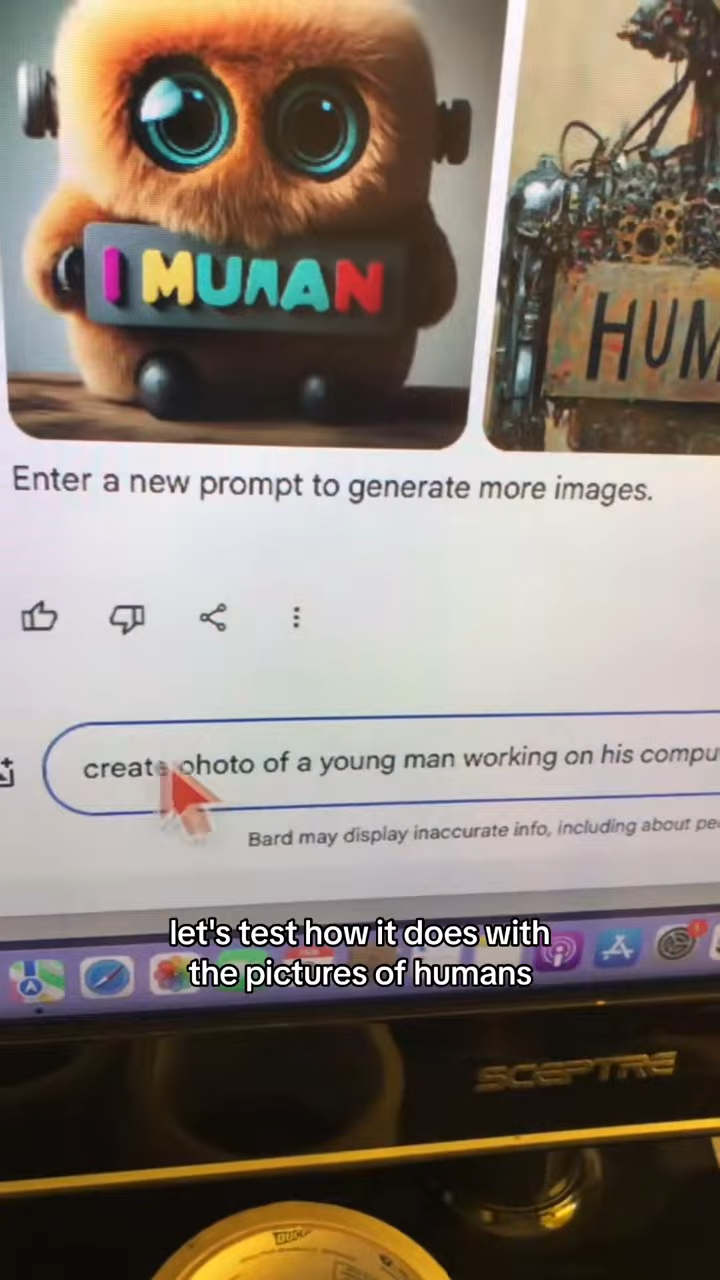 I MUMAN
HUM
Enter a new prompt to generate more images.
create photo of a young man working on his compu
Bard may display inaccurate info, including about pe
let's test how it does with
the pictures of humans
SCEPTRE